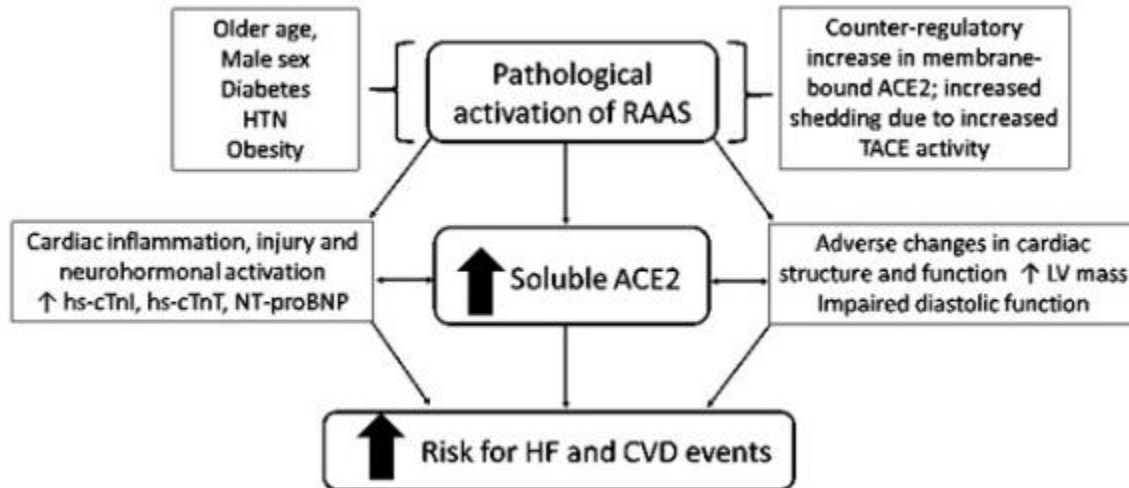 Older age,
Male sex
Diabetes
HTN
Obesity
Pathological
activation of RAAS
Counter-regulatory
increase in membrane-
bound ACE2; increased
shedding due to increased
TACE activity
Cardiac inflammation, injury and
neurohormonal activation
↑ hs-cTnI, hs-cTnT, NT-proBNP
Soluble ACE2
Adverse changes in cardiac
structure and function ↑ LV mass
Impaired diastolic function
Risk for HF and CVD events